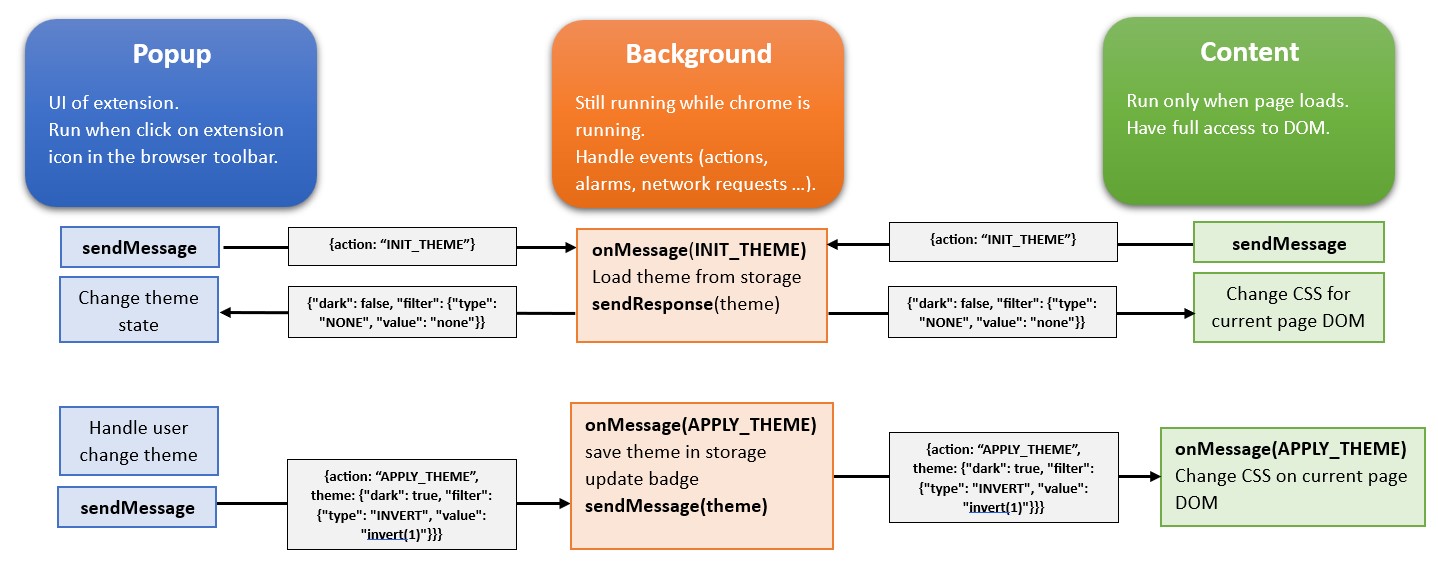 Popup
UI of extension.
Run when click on extension
icon in the browser toolbar.
Background
Still running while chrome is
running.
Handle events (actions,
alarms, network requests ...).
Content
Run only when page loads.
Have full access to DOM.
sendMessage
{action: “INIT_THEME”}
onMessage(INIT_THEME)
Load theme from storage
sendResponse(theme)
{action: “INIT_THEME”}
sendMessage
Change theme
state
{"dark": false, "filter": {"type":
"NONE", "value": "none"}}
{"dark": false, "filter": {"type":
"NONE", "value": "none"}}
Change CSS for
current page DOM
Handle user
change theme
sendMessage
{action: “APPLY_THEME”,
theme: {"dark": true, "filter":
{"type": "INVERT", "value":
"invert(1)"}}}
onMessage(APPLY_THEME)
save theme in storage
update badge
sendMessage(theme)
{action: “APPLY_THEME”,
theme: {"dark": true, "filter":
{"type": "INVERT", "value":
"invert(1)"}}}
onMessage(APPLY_THEME)
Change CSS on current page
DOM